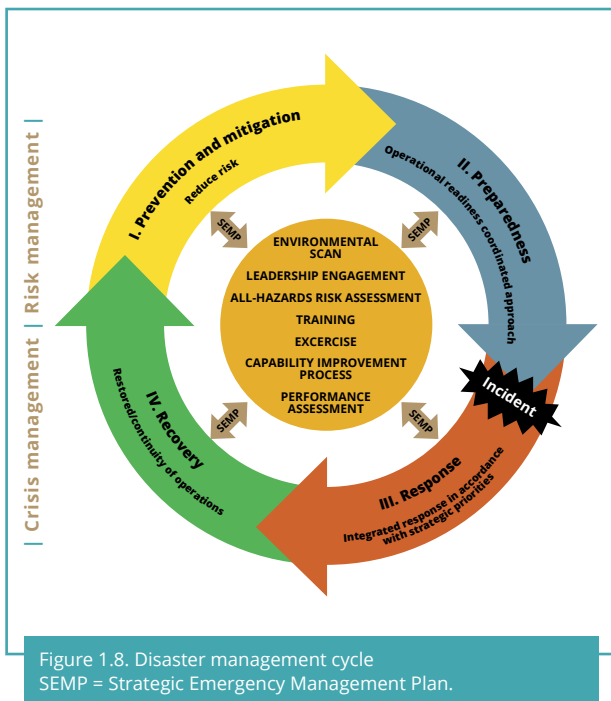 | Crisis management | Risk management |
I. Prevention and mitigation
Reduce risk
II. Preparedness
Operational readiness coordinated approach
SEMP
SEMP
ENVIRONMENTAL
SCAN
LEADERSHIP ENGAGEMENT
ALL-HAZARDS RISK ASSESSMENT
TRAINING
EXCERCISE
CAPABILITY IMPROVEMENT
PROCESS
PERFORMANCE
ASSESSMENT
SEMP
SEMP
Incident
III. Response
Integrated response in accordance
with strategic priorities
IV. Recovery
Restored/continuity of operations
Figure 1.8. Disaster management cycle
SEMP = Strategic Emergency Management Plan.